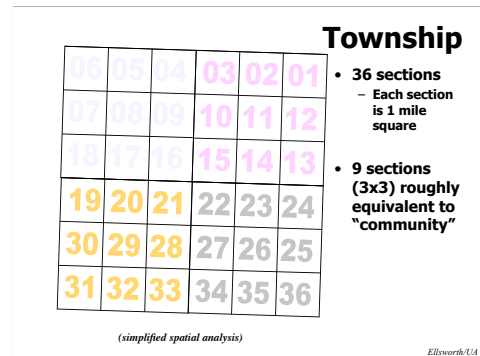 Township
06 05 04 03 02 01
07 08 09 10 11 12
18 17 16 15 14 13
19 20 21 22 23 24
30 29 28 27 26 25
31 32 33 34 35 36
• 36 sections
– Each section
is 1 mile
square
• 9 sections
(3x3) roughly
equivalent to
“community”
(simplified spatial analysis)
Ellsworth/UA